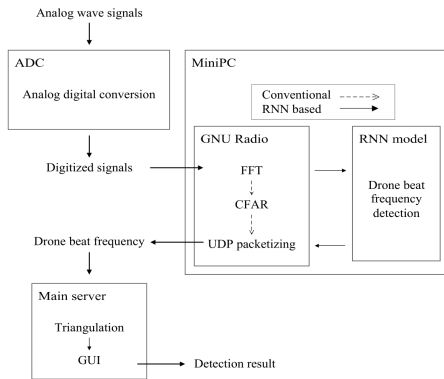 Analog wave signals
ADC
Analog digital conversion
Digitized signals
MiniPC
Conventional
RNN based
GNU Radio
FFT
CFAR
UDP packetizing
RNN model
Drone beat
frequency
detection
Drone beat frequency
Main server
Triangulation
GUI
Detection result